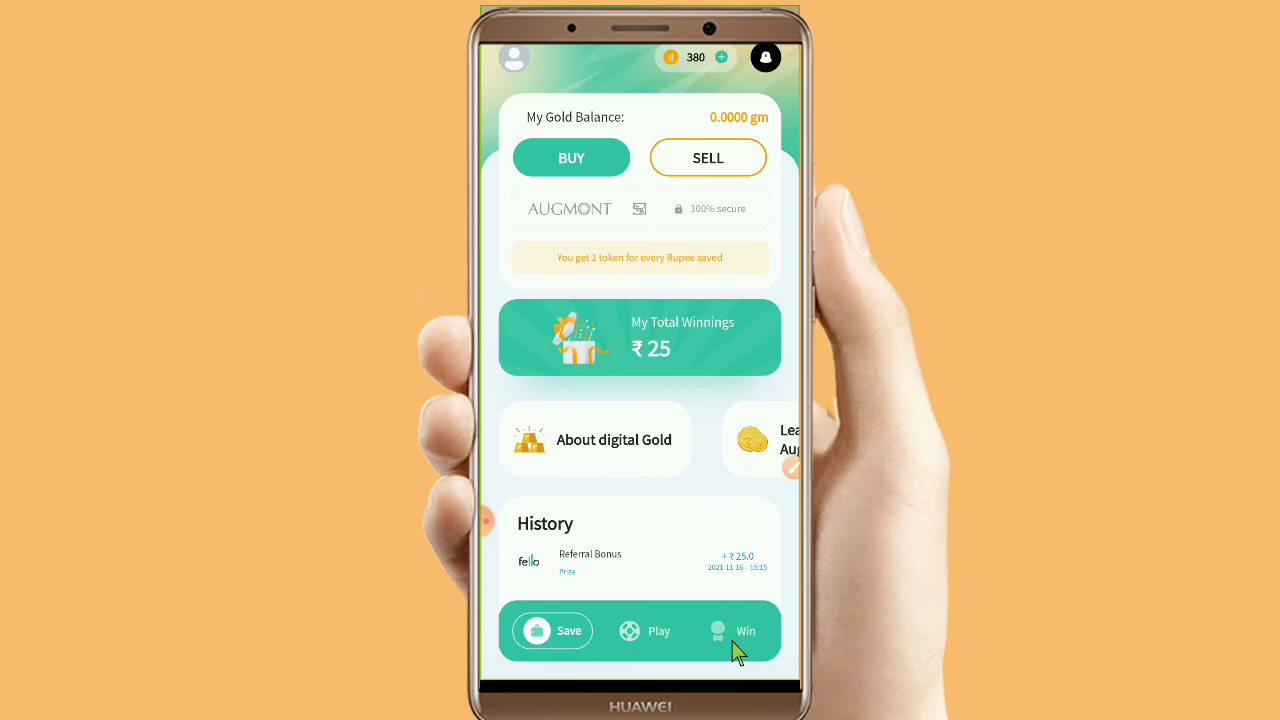 380
My Gold Balance:
0.0000 gm
BUY
SELL
AUGMONT
100% secure
You get 1 token for every Rupee saved
My Total Winnings
₹ 25
About digital Gold
Lea
Aug
History
fello
Referral Bonus
Prize
+ ₹ 25.0
2021-11-16 - 15:15
Save
Play
Win
HUAWEI